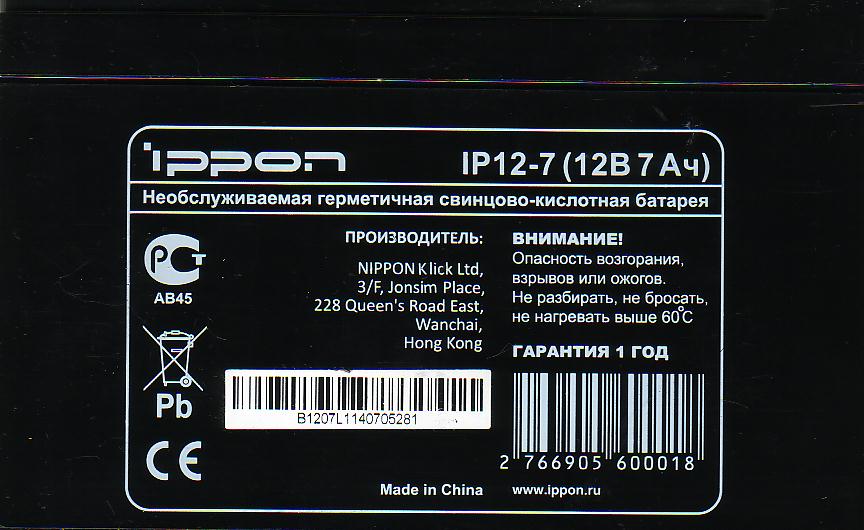 ippon IP12-7 (12В 7 Ач)
Необслуживаемая герметичная свинцово-кислотная батарея
РСТ
АВ45
Pb
CE
ПРОИЗВОДИТЕЛЬ:
NIPPON Klick Ltd,
3/F, Jonsim Place,
228 Queen's Road East,
Wanchai,
Hong Kong
B1207L1140705281
Made in China
ВНИМАНИЕ!
Опасность возгорания,
взрывов или ожогов.
Не разбирать, не бросать,
не нагревать выше 60°С
ГАРАНТИЯ 1 ГОД
2 766905 600018
www.ippon.ru